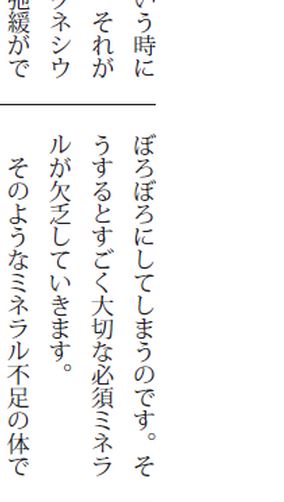 いう時に
それが
グネシウ
弛緩がで
ぼろぼろにしてしまうのです。そ
うするとすごく大切な必須ミネラ
ルが欠乏していきます。
そのようなミネラル不足の体で